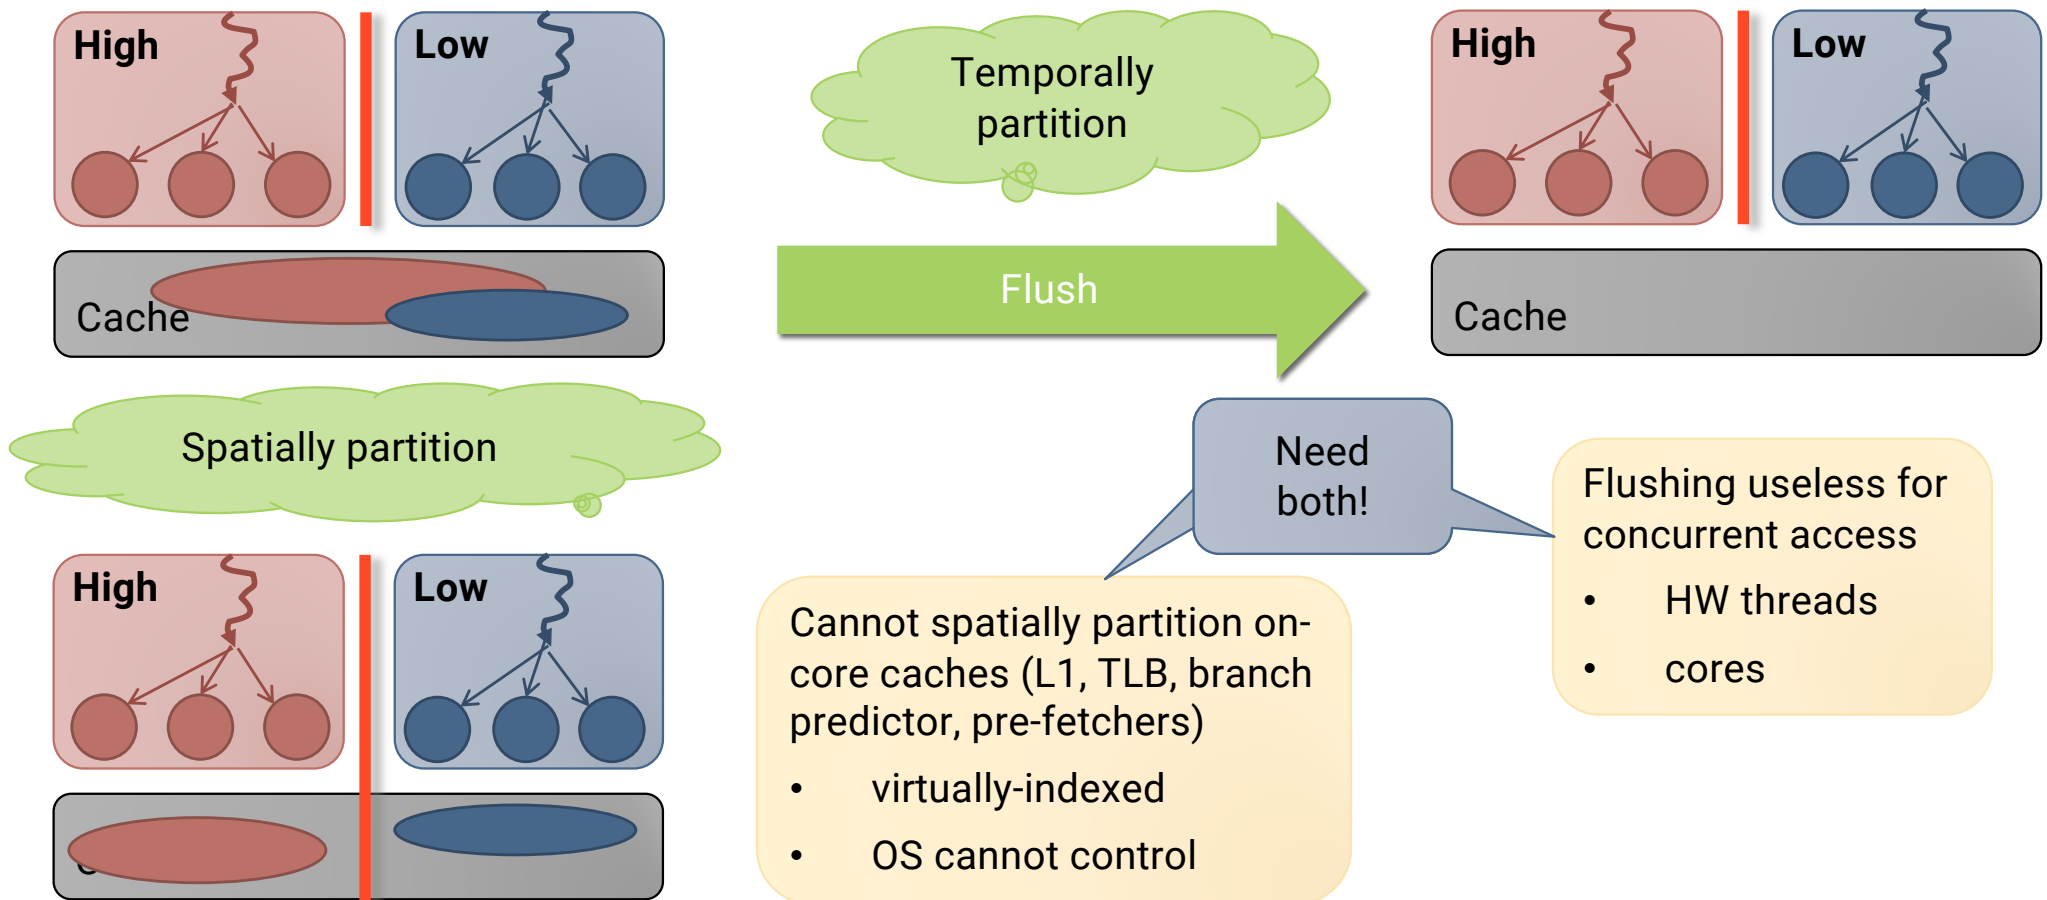 High
Low
Cache
Temporally
partition
Flush
High
Low
Cache
Spatially partition
High
Low
Need
both!
Cannot spatially partition on-
core caches (L1, TLB, branch
predictor, pre-fetchers)
• virtually-indexed
• OS cannot control
Flushing useless for
concurrent access
• HW threads
• cores